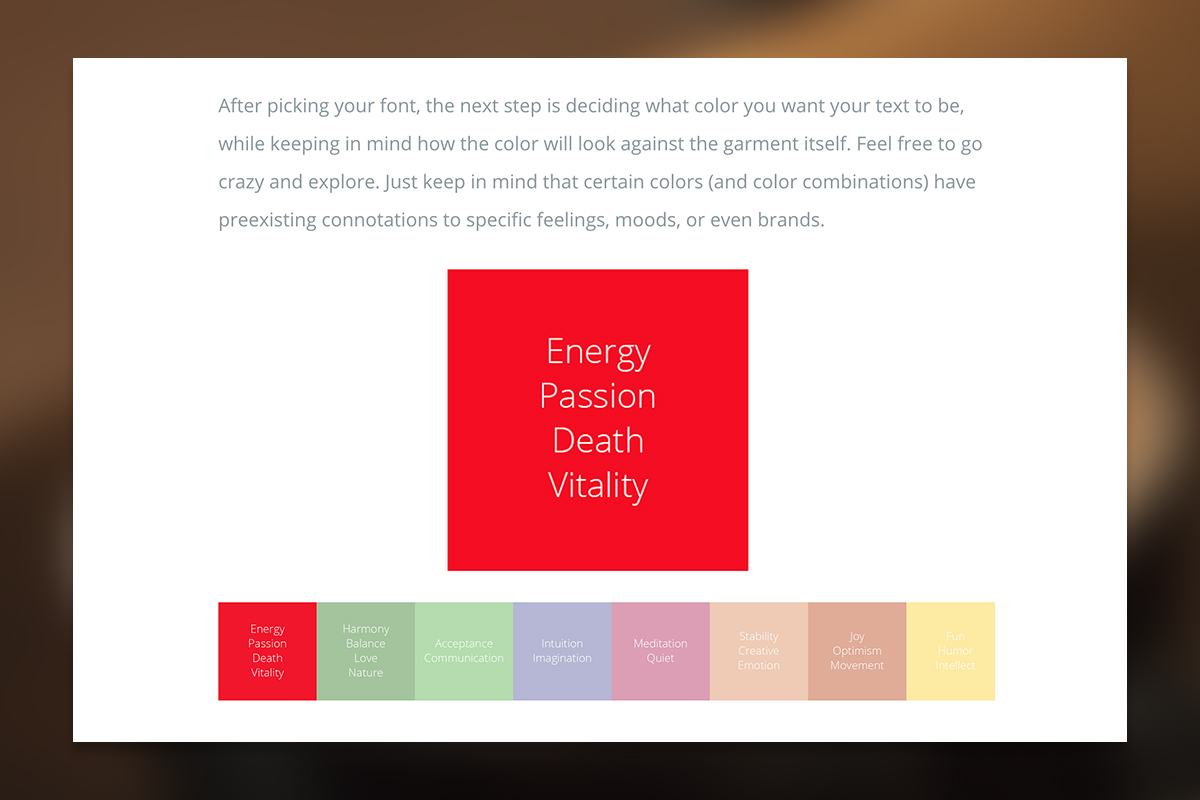 After picking your font, the next step is deciding what color you want your text to be,
while keeping in mind how the color will look against the garment itself. Feel free to go
crazy and explore. Just keep in mind that certain colors (and color combinations) have
preexisting connotations to specific feelings, moods, or even brands.
Energy
Passion
Death
Vitality
Energy
Passion
Death
Vitality
Harmony
Balance
Love
Nature
Acceptance
Communication
Intuition
Imagination
Meditation
Quiet
Stability
Creative
Emotion
Joy
Optimism
Movement
Fun
Humor
Intellect